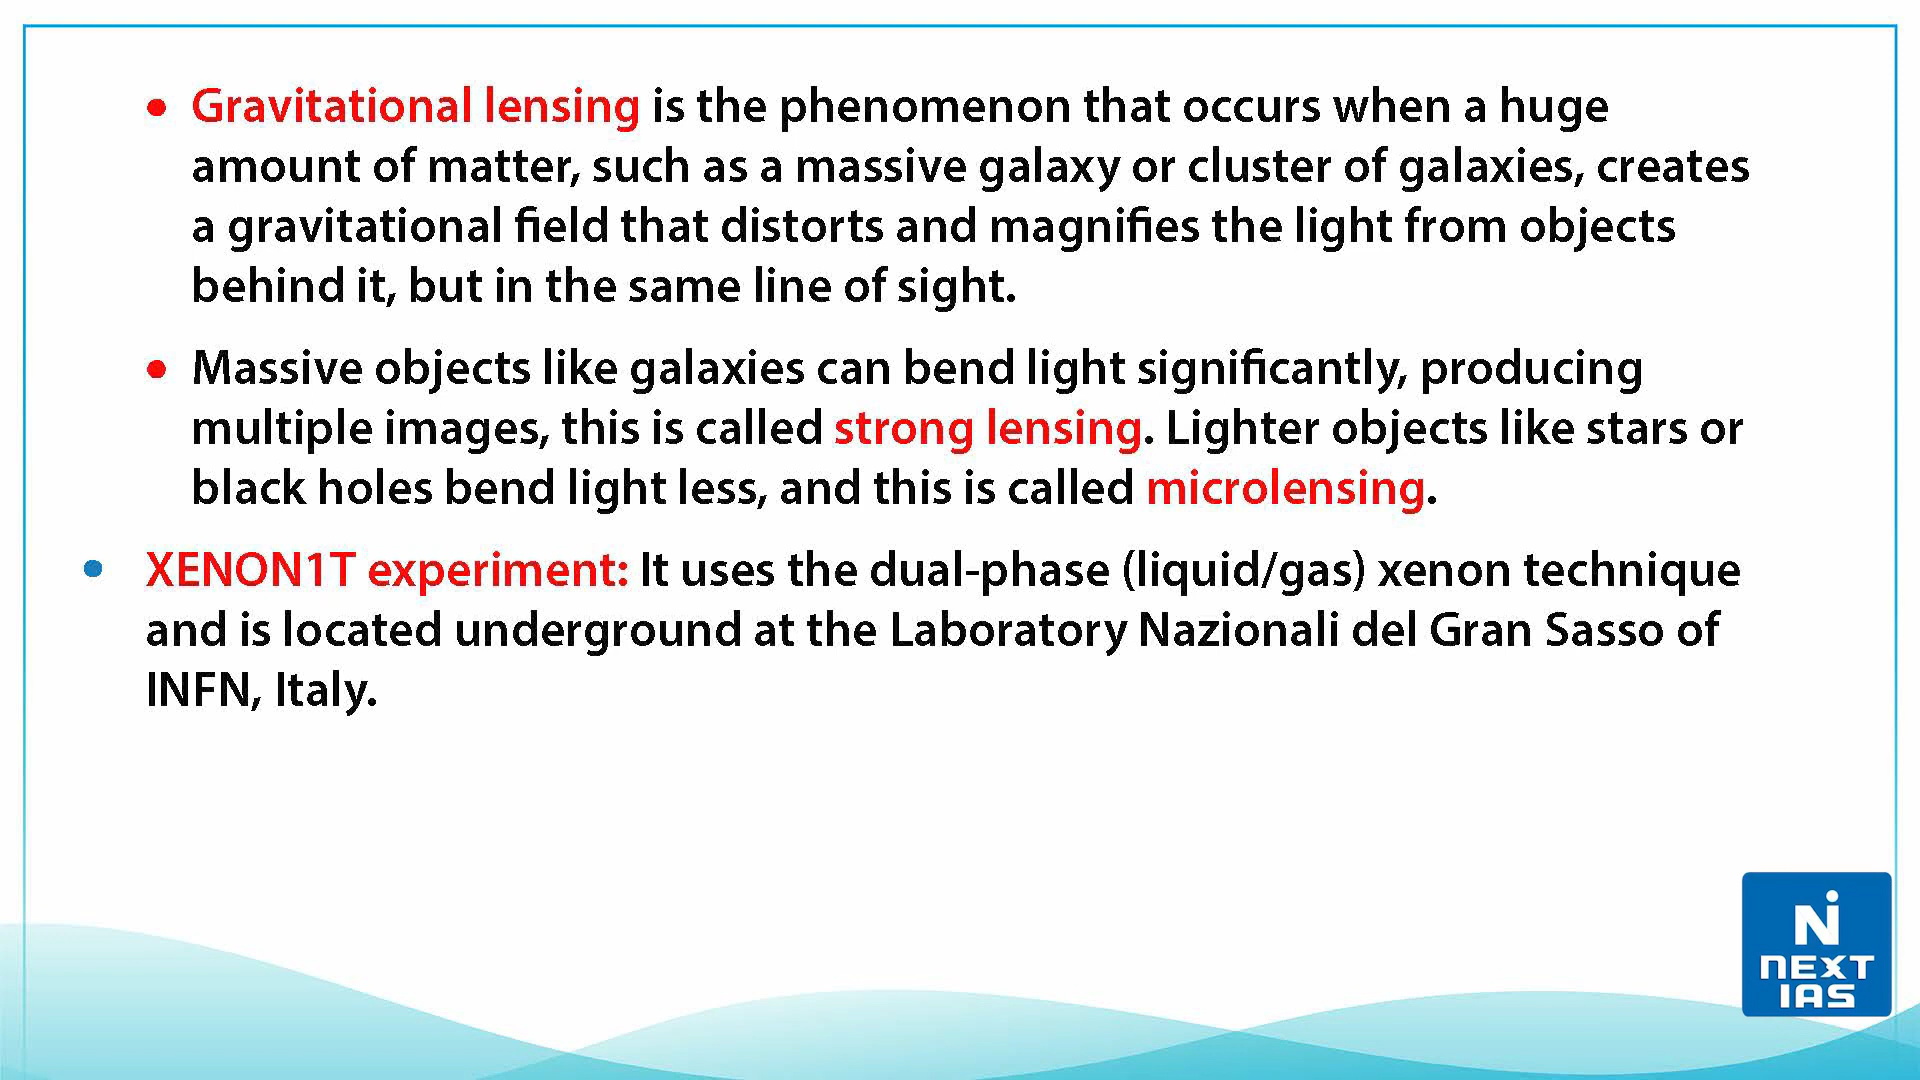 • Gravitational lensing is the phenomenon that occurs when a huge
amount of matter, such as a massive galaxy or cluster of galaxies, creates
a gravitational field that distorts and magnifies the light from objects
behind it, but in the same line of sight.
• Massive objects like galaxies can bend light significantly, producing
multiple images, this is called strong lensing. Lighter objects like stars or
black holes bend light less, and this is called microlensing.
• XENON1T experiment: It uses the dual-phase (liquid/gas) xenon technique
and is located underground at the Laboratory Nazionali del Gran Sasso of
INFN, Italy.
Ni
NEXT
IAS